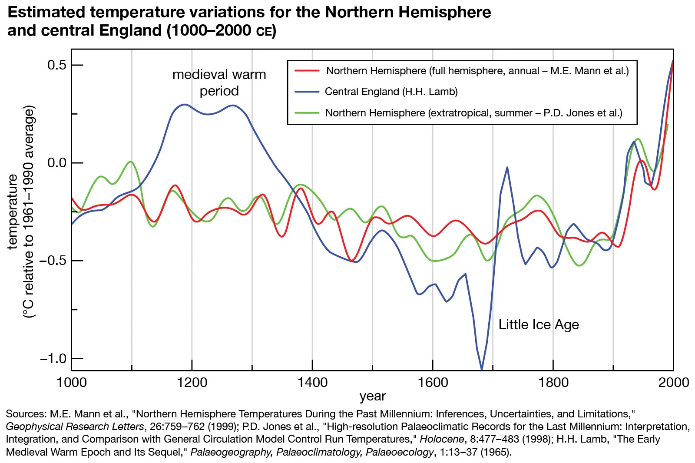 Estimated temperature variations for the Northern Hemisphere
and central England (1000–2000 CE)
0.5
0.0
−0.5
−1.0
temperature
(°C relative to 1961–1990 average)
medieval warm
period
Northern Hemisphere (full hemisphere, annual – M.E. Mann et al.)
Central England (H.H. Lamb)
Northern Hemisphere (extratropical, summer – P.D. Jones et al.)
Little Ice Age
1000
1200
1400
1600
1800
2000
year
Sources: M.E. Mann et al., "Northern Hemisphere Temperatures During the Past Millennium: Inferences, Uncertainties, and Limitations,"
Geophysical Research Letters, 26:759–762 (1999); P.D. Jones et al., "High-resolution Palaeoclimatic Records for the Last Millennium: Interpretation,
Integration, and Comparison with General Circulation Model Control Run Temperatures," Holocene, 8:477–483 (1998); H.H. Lamb, "The Early
Medieval Warm Epoch and Its Sequel," Palaeogeography, Palaeoclimatology, Palaeoecology, 1:13–37 (1965).